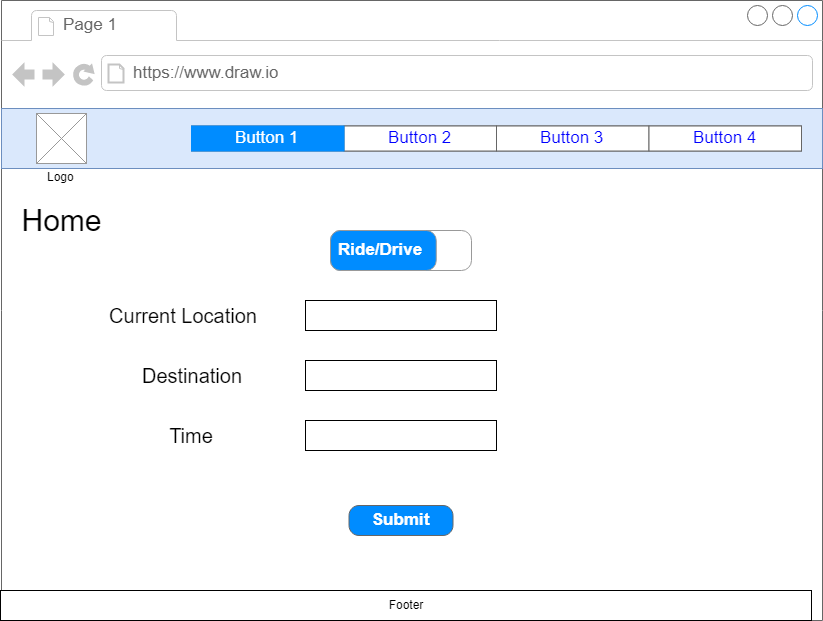 Page 1
https://www.draw.io
Button 1 Button 2 Button 3 Button 4
Logo
Home
Ride/Drive
Current Location
Destination
Time
Submit
Footer